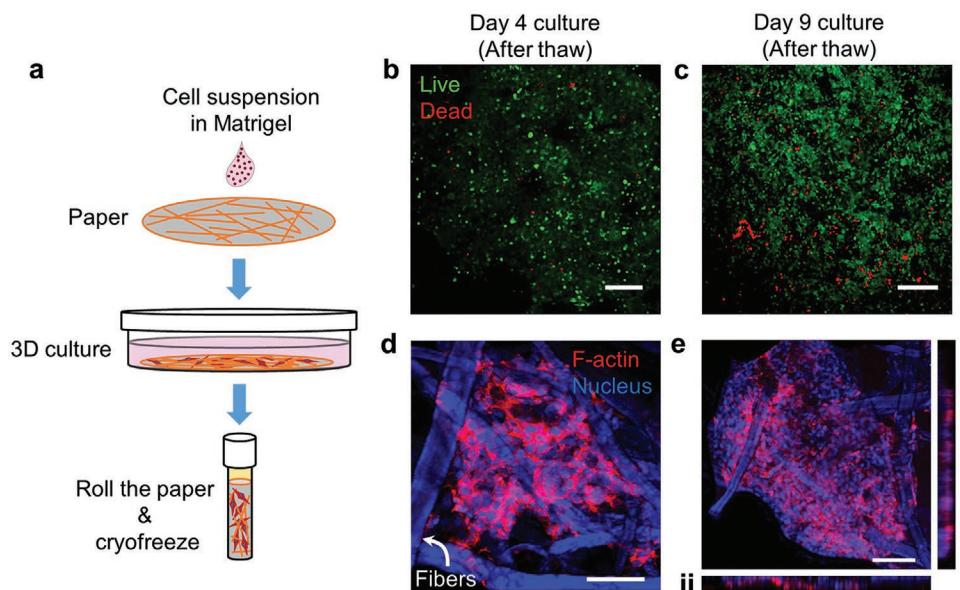 Day 4 culture
(After thaw)
Day 9 culture
(After thaw)
a
Cell suspension
in Matrigel
Paper
3D culture
Roll the paper
&
cryofreeze
b
Live
Dead
c
d
F-actin
Nucleus
Fibers
e
ii